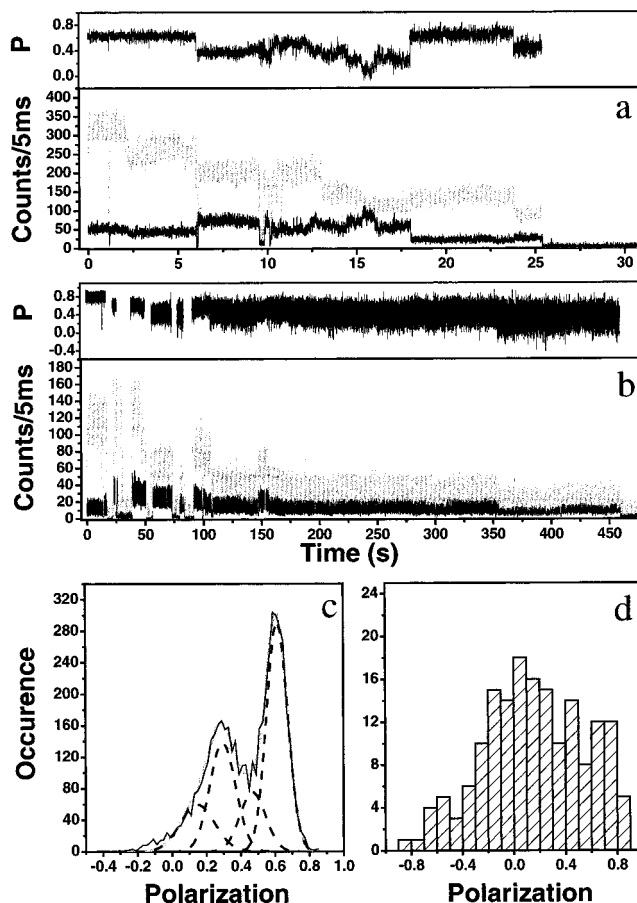 P
0.8
0.4
0.0
a
Counts/5ms
400
350
300
250
200
150
100
50
0
0 5 10 15 20 25 30
P
0.8
0.4
0.0
-0.4
b
Counts/5ms
180
160
140
120
100
80
60
40
20
0
0 50 100 150 200 250 300 350 400 450
Time (s)
c
Occurence
320
280
240
200
160
120
80
40
0
-0.4 -0.2 0.0 0.2 0.4 0.6 0.8 1.0
Polarization
d
24
20
16
12
8
4
0
-0.8 -0.4 0.0 0.4 0.8
Polarization